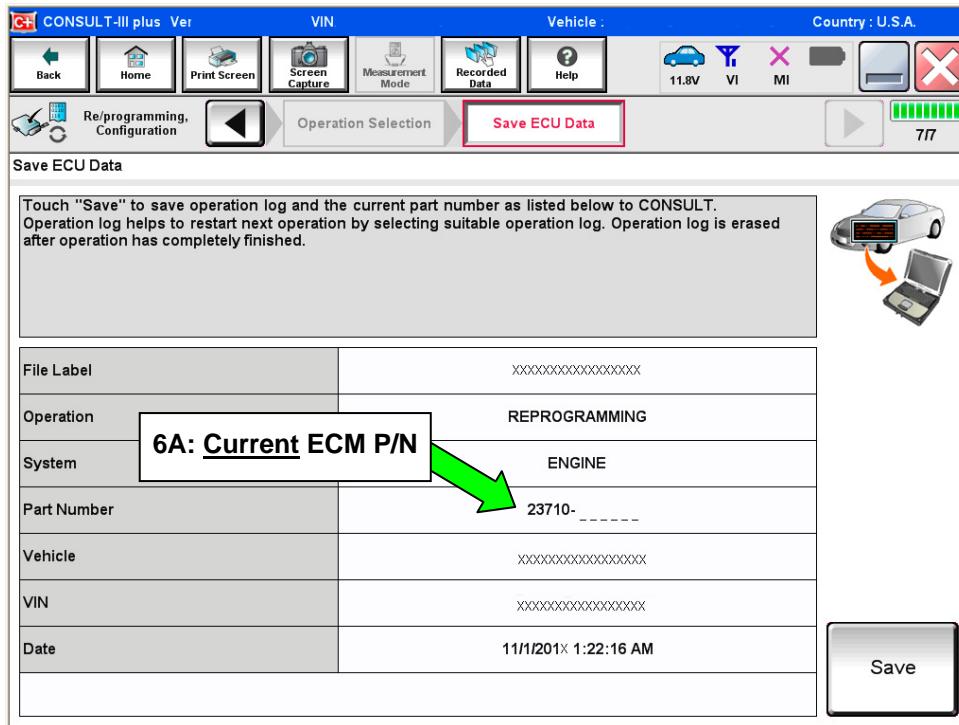 C+ CONSULT-III plus Ver VIN Vehicle : Country : U.S.A.
Back Home Print Screen Screen Capture Measurement Mode Recorded Data Help 11.8V VI MI
Re/programming, Configuration Operation Selection Save ECU Data 7/7
Save ECU Data
Touch "Save" to save operation log and the current part number as listed below to CONSULT.
Operation log helps to restart next operation by selecting suitable operation log. Operation log is erased
after operation has completely finished.
File Label XXXXXXXXXXXXXXXXX
Operation REPROGRAMMING
6A: Current ECM P/N
System ENGINE
Part Number 23710-_ _ _ _ _ _
Vehicle XXXXXXXXXXXXXXXXX
VIN XXXXXXXXXXXXXXXXX
Date 11/1/201X 1:22:16 AM
Save